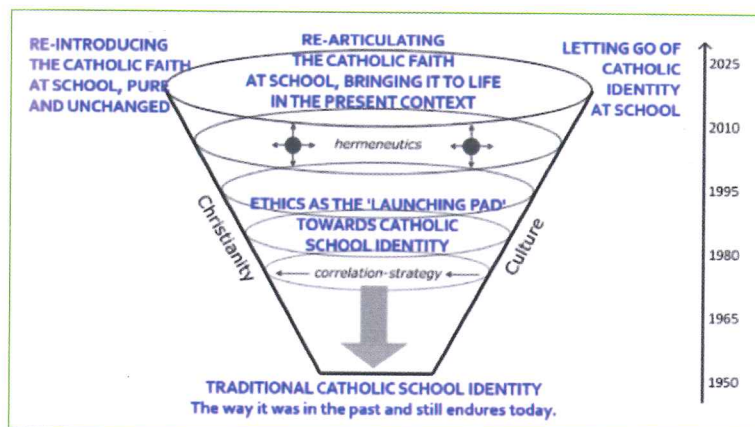 RE-INTRODUCING
THE CATHOLIC FAITH
AT SCHOOL, PURE
AND UNCHANGED
RE-ARTICULATING
THE CATHOLIC FAITH
AT SCHOOL, BRINGING IT TO LIFE
IN THE PRESENT CONTEXT
LETTING GO OF
CATHOLIC
IDENTITY
AT SCHOOL
hermeneutics
ETHICS AS THE 'LAUNCHING PAD'
TOWARDS CATHOLIC
SCHOOL IDENTITY
correlation-strategy
Christianity
Culture
TRADITIONAL CATHOLIC SCHOOL IDENTITY
The way it was in the past and still endures today.
2025
2010
1995
1980
1965
1950